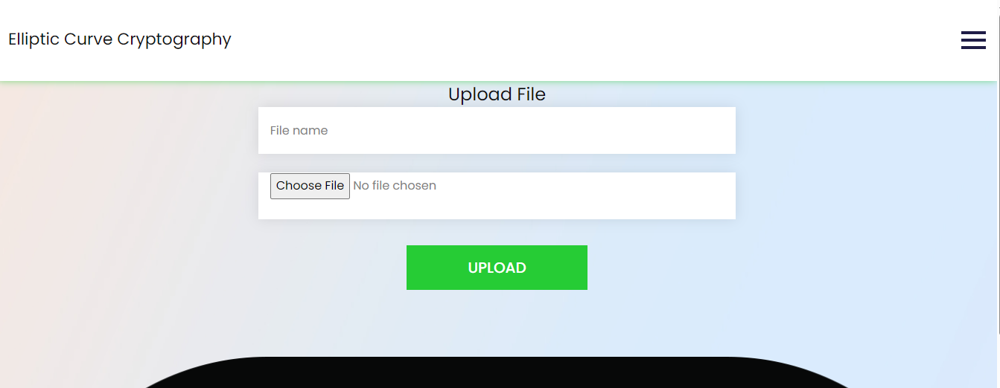 Elliptic Curve Cryptography
Upload File
File name
Choose File No file chosen
UPLOAD